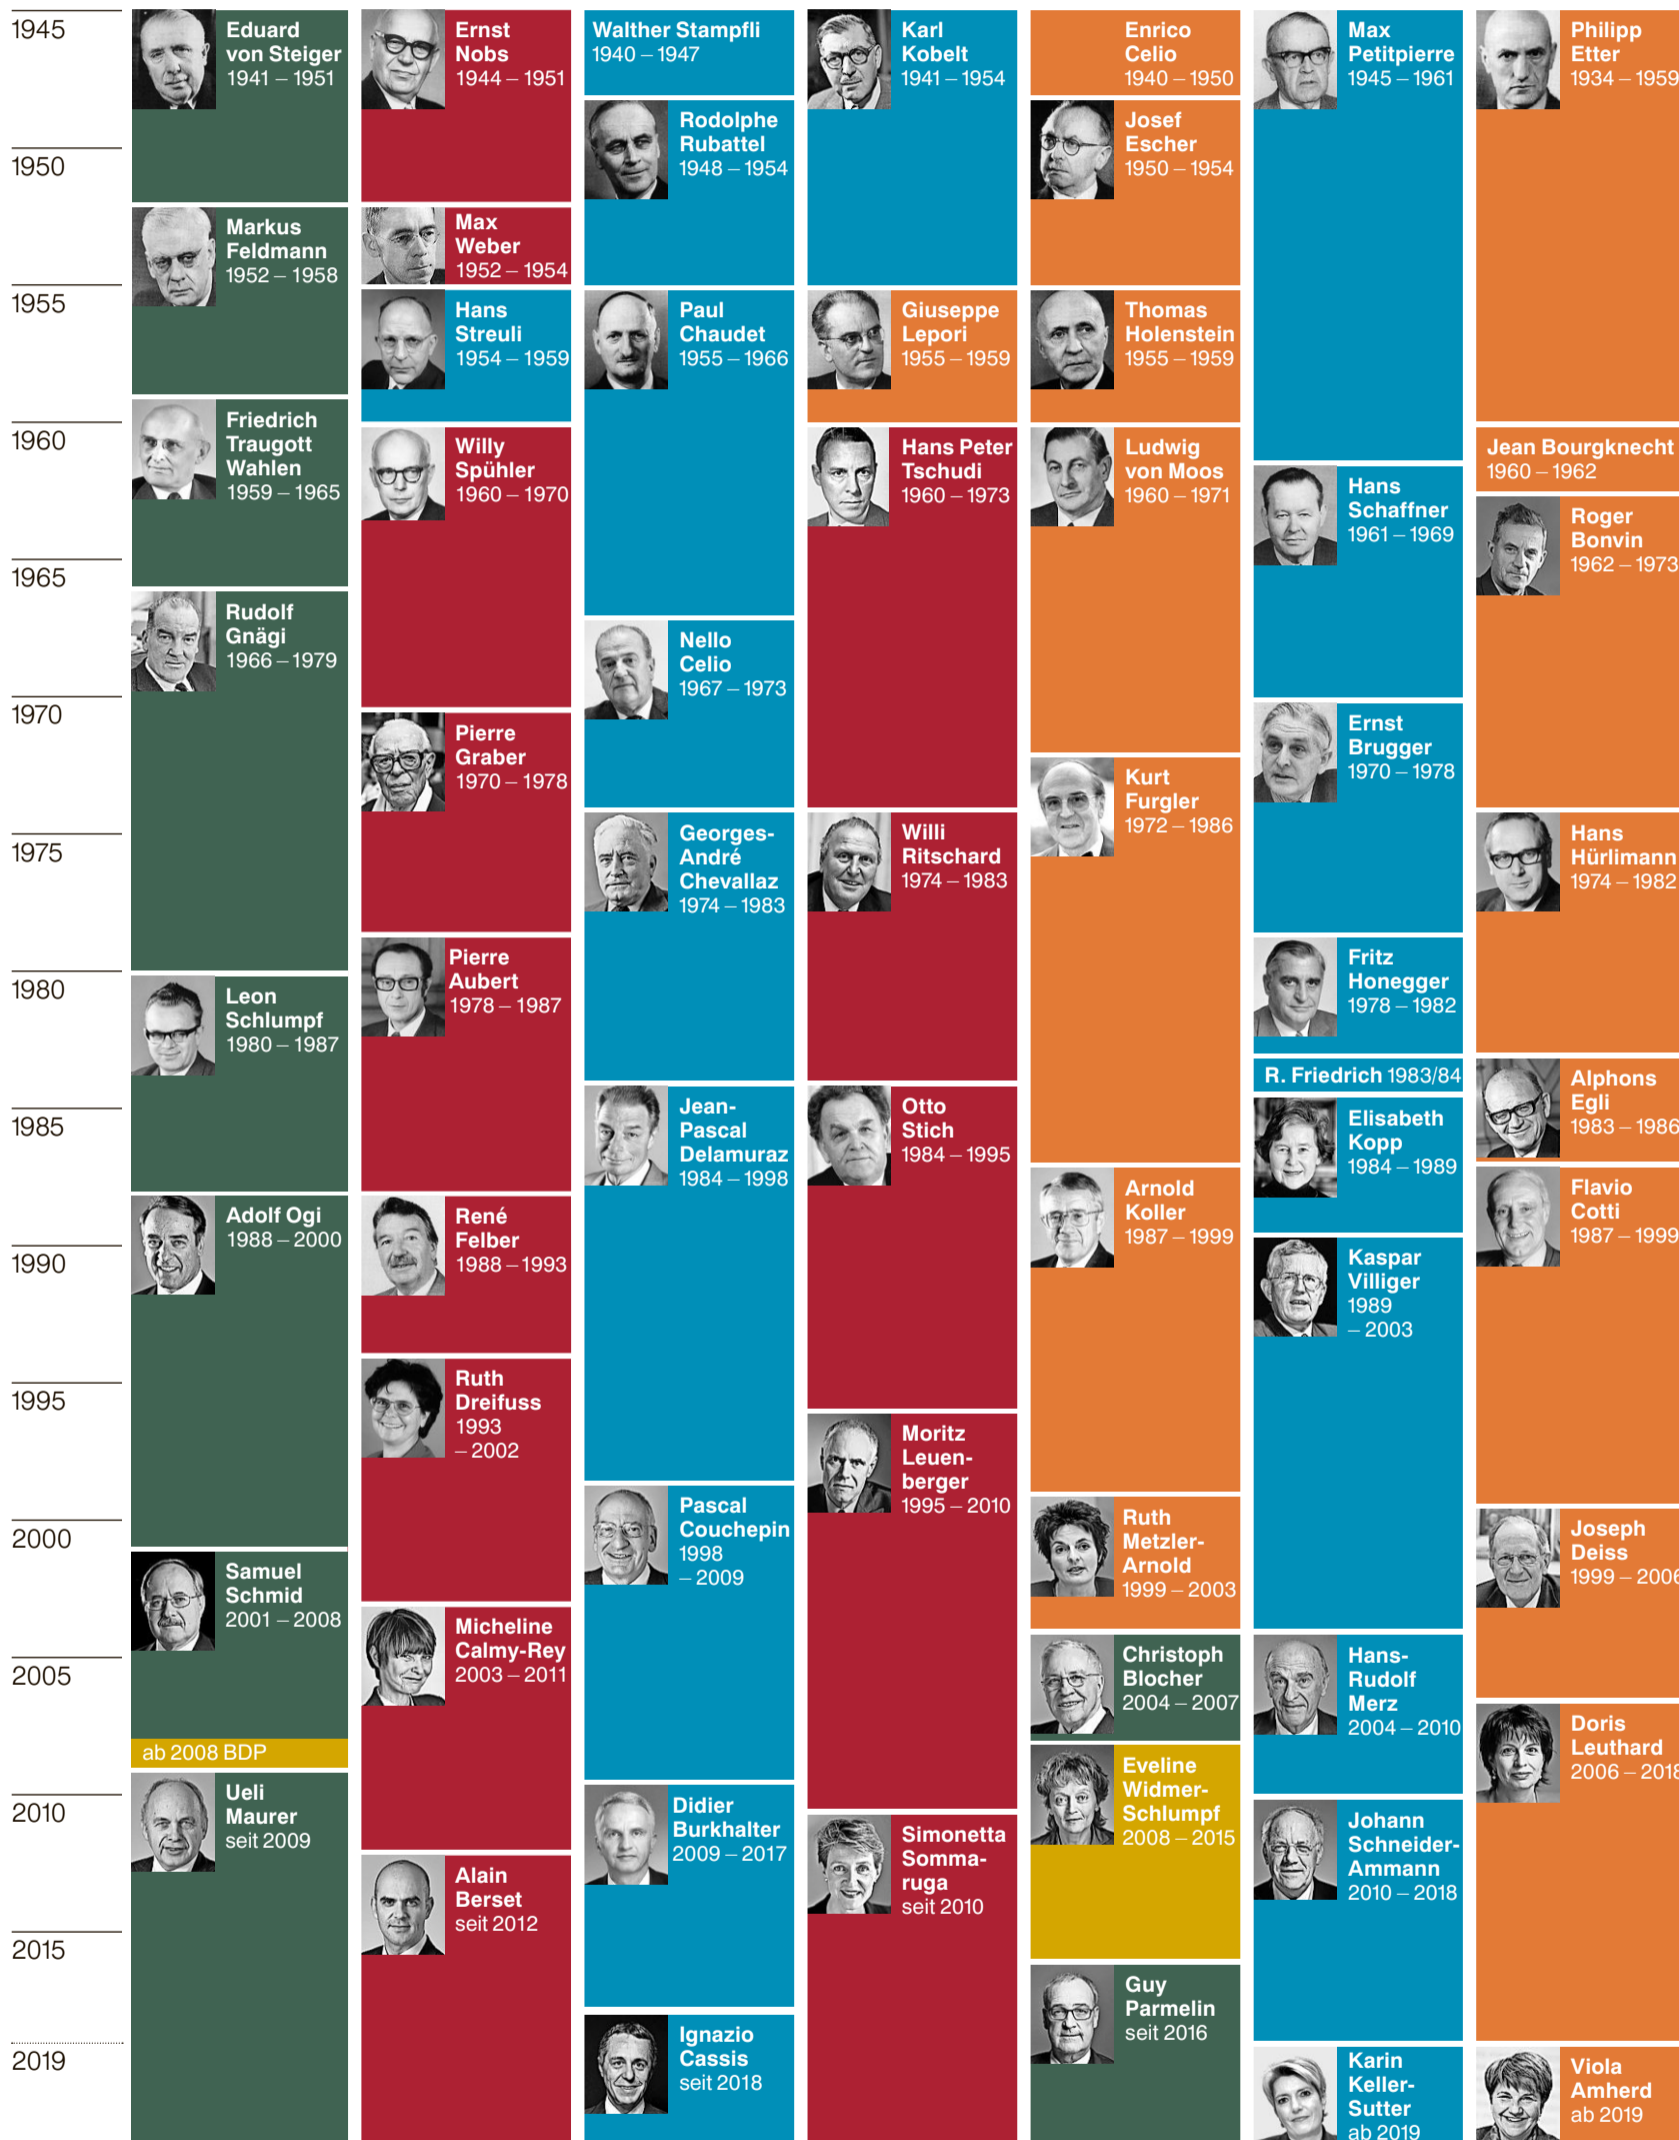 1945
1950
1955
1960
1965
1970
1975
1980
1985
1990
1995
2000
2005
2010
2015
2019
Eduard
von Steiger
1941 – 1951
Markus
Feldmann
1952 – 1958
Friedrich
Traugott
Wahlen
1959 – 1965
Rudolf
Gnägi
1966 – 1979
Leon
Schlumpf
1980 – 1987
Adolf Ogi
1988 – 2000
Samuel
Schmid
2001 – 2008
ab 2008 BDP
Ueli
Maurer
seit 2009
Ernst
Nobs
1944 – 1951
Max
Weber
1952 – 1954
Hans
Streuli
1954 – 1959
Willy
Spühler
1960 – 1970
Pierre
Graber
1970 – 1978
Pierre
Aubert
1978 – 1987
René
Felber
1988 – 1993
Ruth
Dreifuss
1993
– 2002
Micheline
Calmy-Rey
2003 – 2011
Alain
Berset
seit 2012
Walther Stampfli
1940 – 1947
Rodolphe
Rubattel
1948 – 1954
Paul
Chaudet
1955 – 1966
Nello
Celio
1967 – 1973
Georges-
André
Chevallaz
1974 – 1983
Jean-
Pascal
Delamuraz
1984 – 1998
Pascal
Couchepin
1998
– 2009
Didier
Burkhalter
2009 – 2017
Ignazio
Cassis
seit 2018
Karl
Kobelt
1941 – 1954
Giuseppe
Lepori
1955 – 1959
Hans Peter
Tschudi
1960 – 1973
Willi
Ritschard
1974 – 1983
Otto
Stich
1984 – 1995
Moritz
Leuen-
berger
1995 – 2010
Simonetta
Somma-
ruga
seit 2010
Enrico
Celio
1940 – 1950
Josef
Escher
1950 – 1954
Thomas
Holenstein
1955 – 1959
Ludwig
von Moos
1960 – 1971
Kurt
Furgler
1972 – 1986
Arnold
Koller
1987 – 1999
Ruth
Metzler-
Arnold
1999 – 2003
Christoph
Blocher
2004 – 2007
Eveline
Widmer-
Schlumpf
2008 – 2015
Guy
Parmelin
seit 2016
Max
Petitpierre
1945 – 1961
Hans
Schaffner
1961 – 1969
Ernst
Brugger
1970 – 1978
Fritz
Honegger
1978 – 1982
R. Friedrich 1983/84
Elisabeth
Kopp
1984 – 1989
Kaspar
Villiger
1989
– 2003
Hans-
Rudolf
Merz
2004 – 2010
Johann
Schneider-
Ammann
2010 – 2018
Karin
Keller-
Sutter
ab 2019
Philipp
Etter
1934 – 1959
Jean Bourgknecht
1960 – 1962
Roger
Bonvin
1962 – 1973
Hans
Hürlimann
1974 – 1982
Alphons
Egli
1983 – 1986
Flavio
Cotti
1987 – 1999
Joseph
Deiss
1999 – 2006
Doris
Leuthard
2006 – 2018
Viola
Amherd
ab 2019